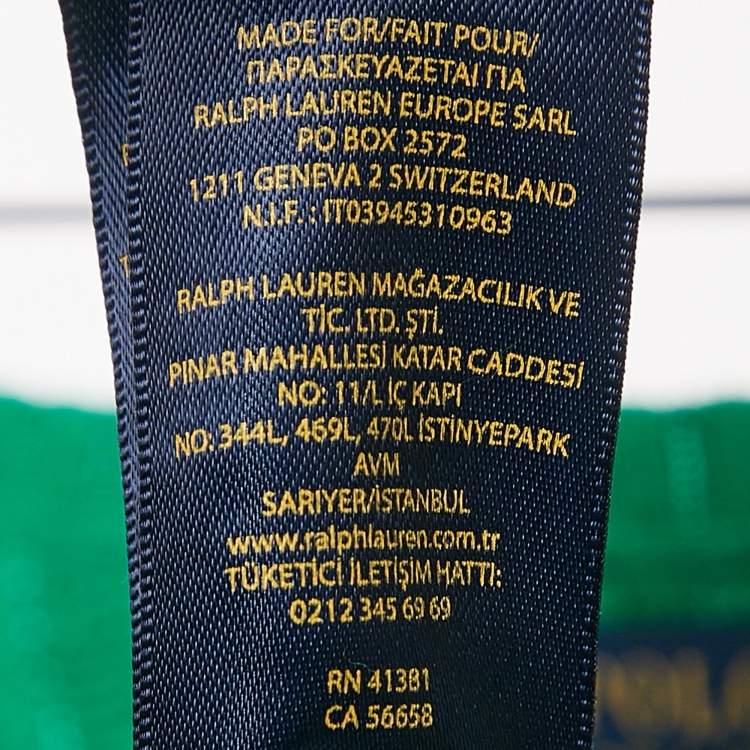 MADE FOR/FAIT POUR/
ΠΑΡΑΣΚΕΥΑΖΕΤΑΙ ΓΙΑ
RALPH LAUREN EUROPE SARL
PO BOX 2572
1211 GENEVA 2 SWITZERLAND
N.I.F. : IT03945310963
RALPH LAUREN MAĞAZACILIK VE
TİC. LTD. ŞTİ.
PINAR MAHALLESİ KATAR CADDESİ
NO: 11/L İÇ KAPI
NO. 344L, 469L, 470L İSTİNYEPARK
AVM
SARIYER/İSTANBUL
www.ralphlauren.com.tr
TÜKETİCİ İLETİŞİM HATTI:
0212 345 69 69
RN 41381
CA 56658